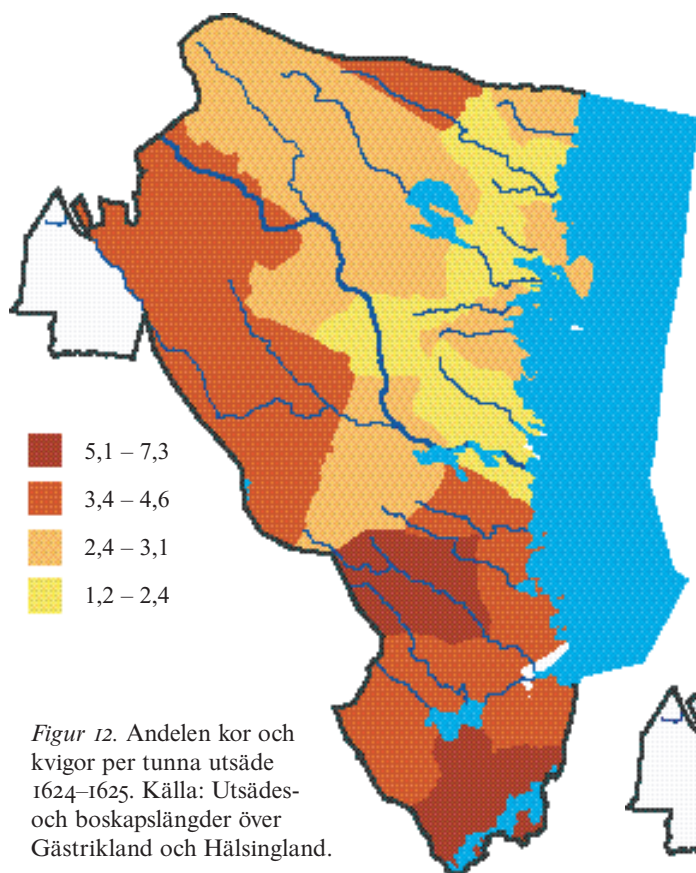 5,1 – 7,3
3,4 – 4,6
2,4 – 3,1
1,2 – 2,4
Figur 12. Andelen kor och
kvigor per tunna utsäde
1624–1625. Källa: Utsädes-
och boskapslängder över
Gästrikland och Hälsingland.